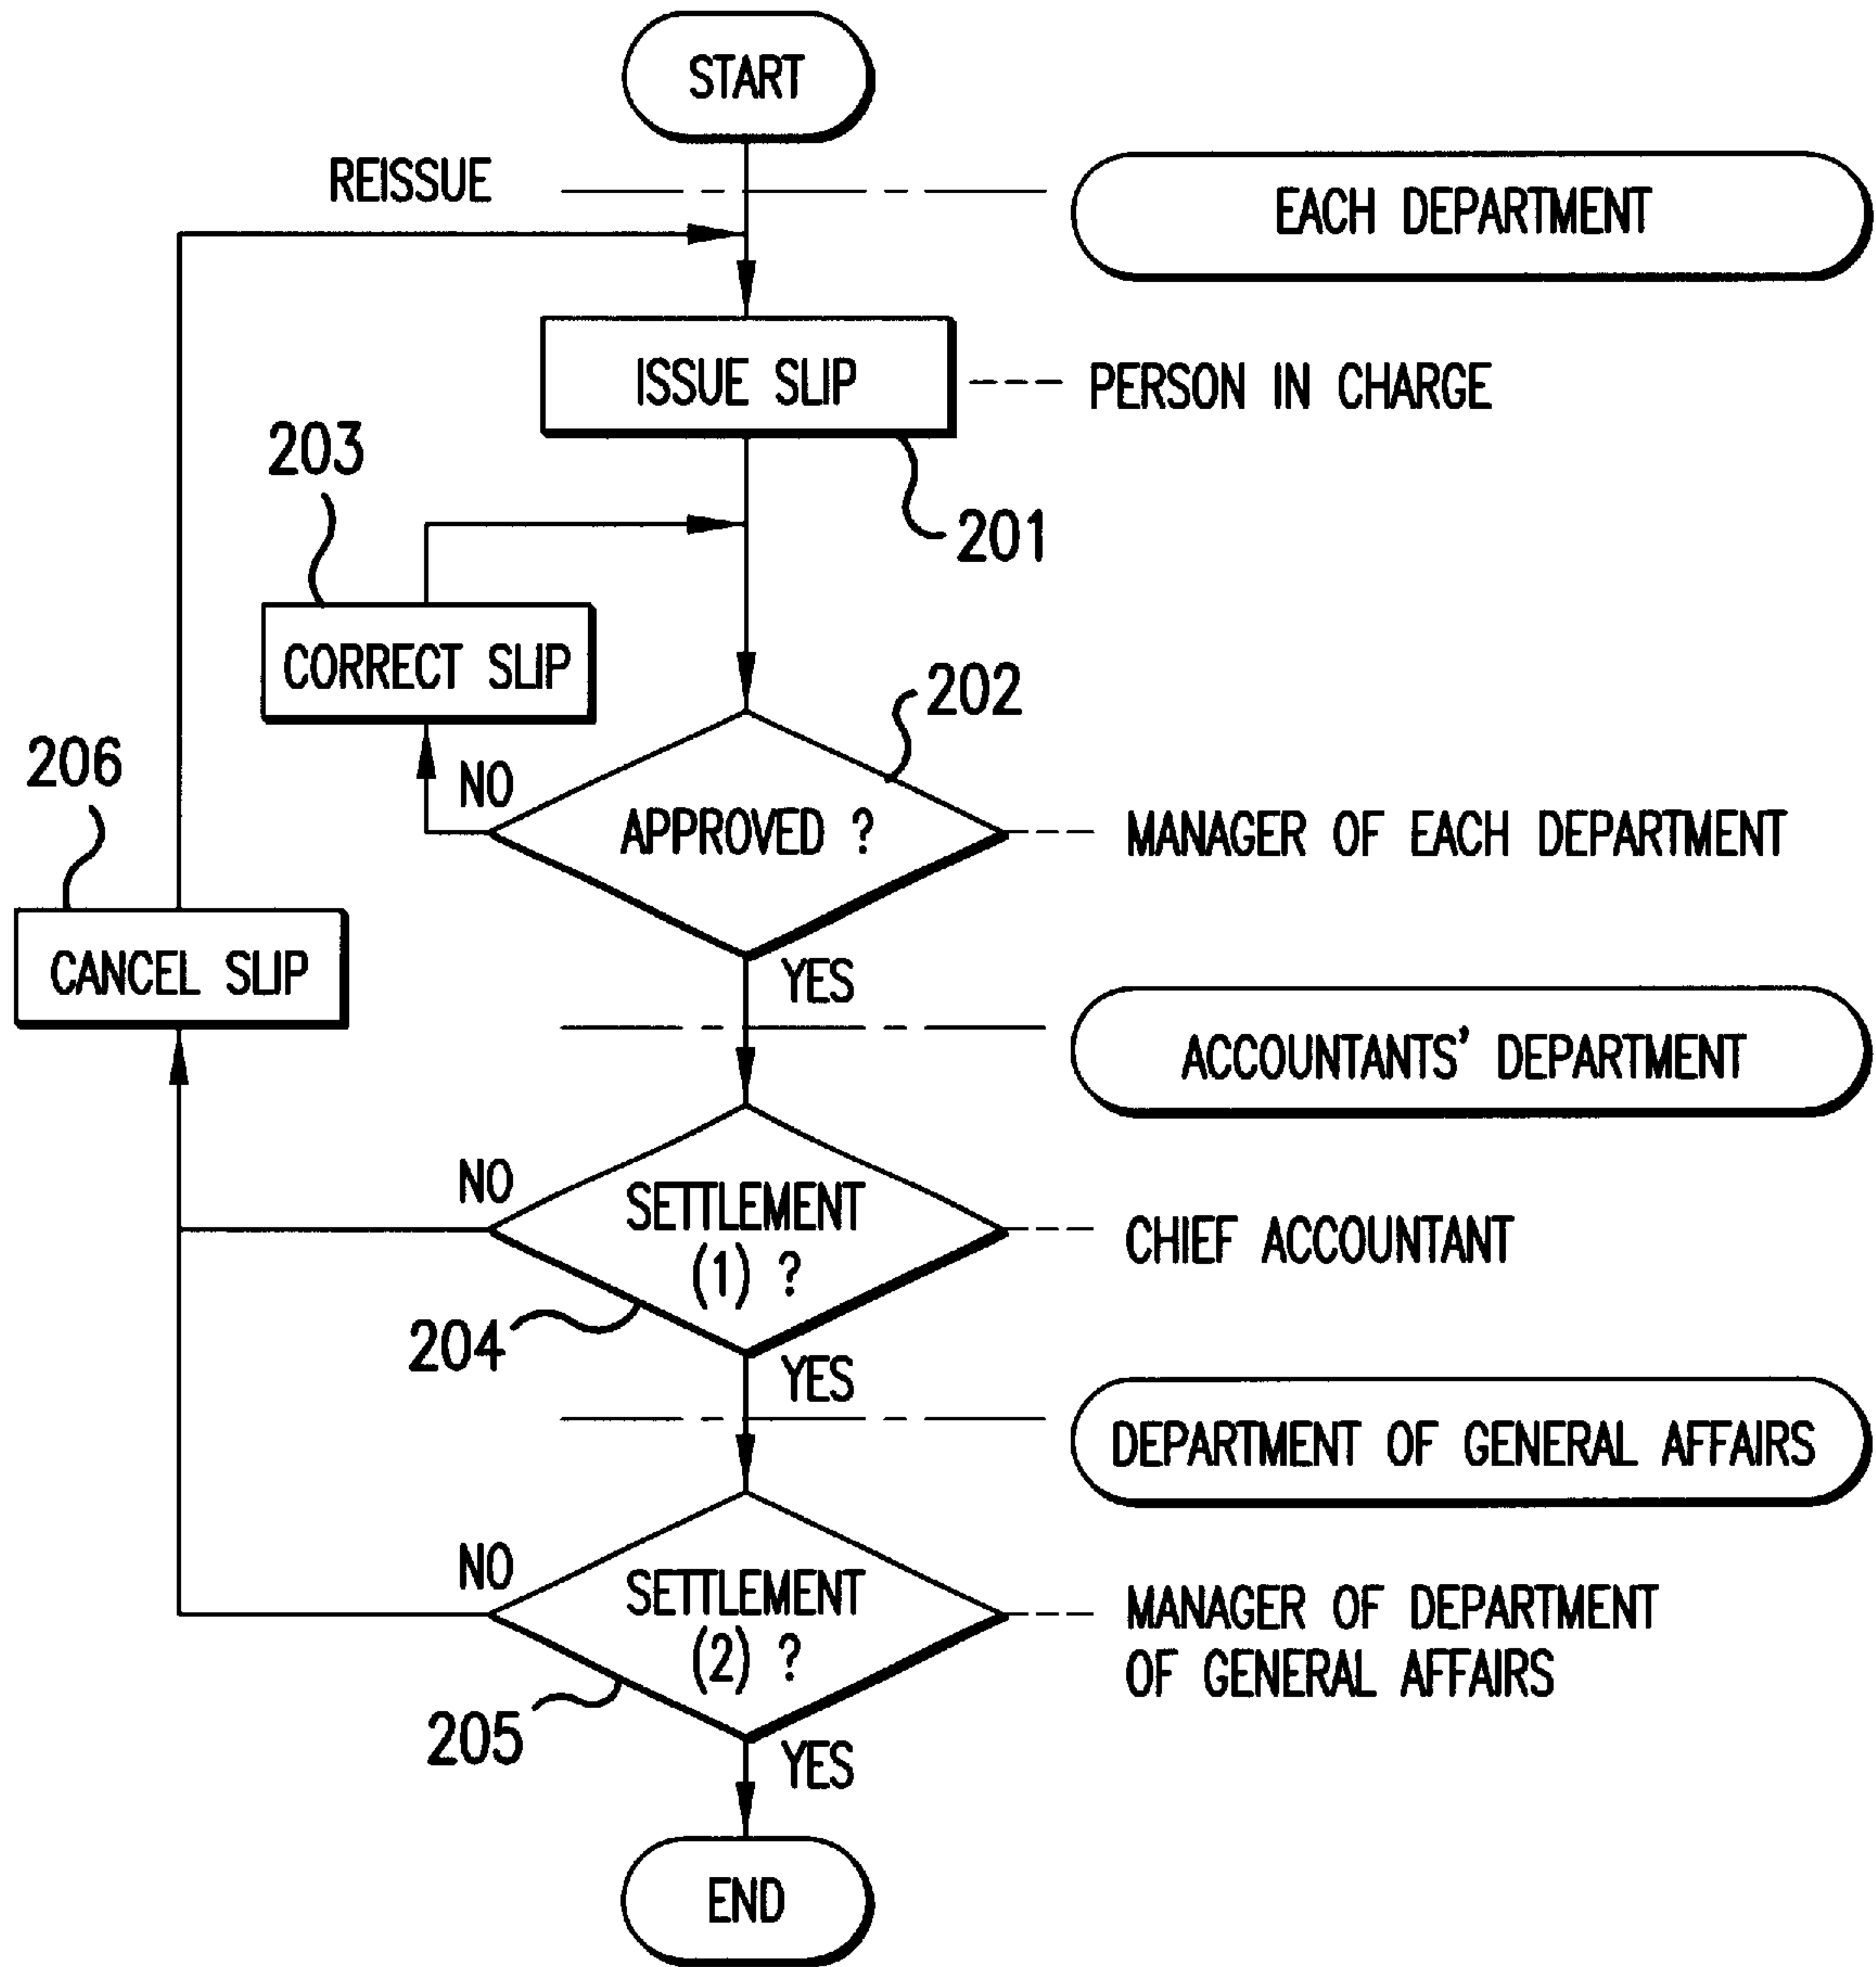 START
REISSUE
EACH DEPARTMENT
ISSUE SLIP
PERSON IN CHARGE
203
201
CORRECT SLIP
202
206
NO
APPROVED ?
MANAGER OF EACH DEPARTMENT
CANCEL SLIP
YES
ACCOUNTANTS' DEPARTMENT
NO
SETTLEMENT
(1) ?
CHIEF ACCOUNTANT
204
YES
DEPARTMENT OF GENERAL AFFAIRS
NO
SETTLEMENT
(2) ?
MANAGER OF DEPARTMENT
OF GENERAL AFFAIRS
205
YES
END